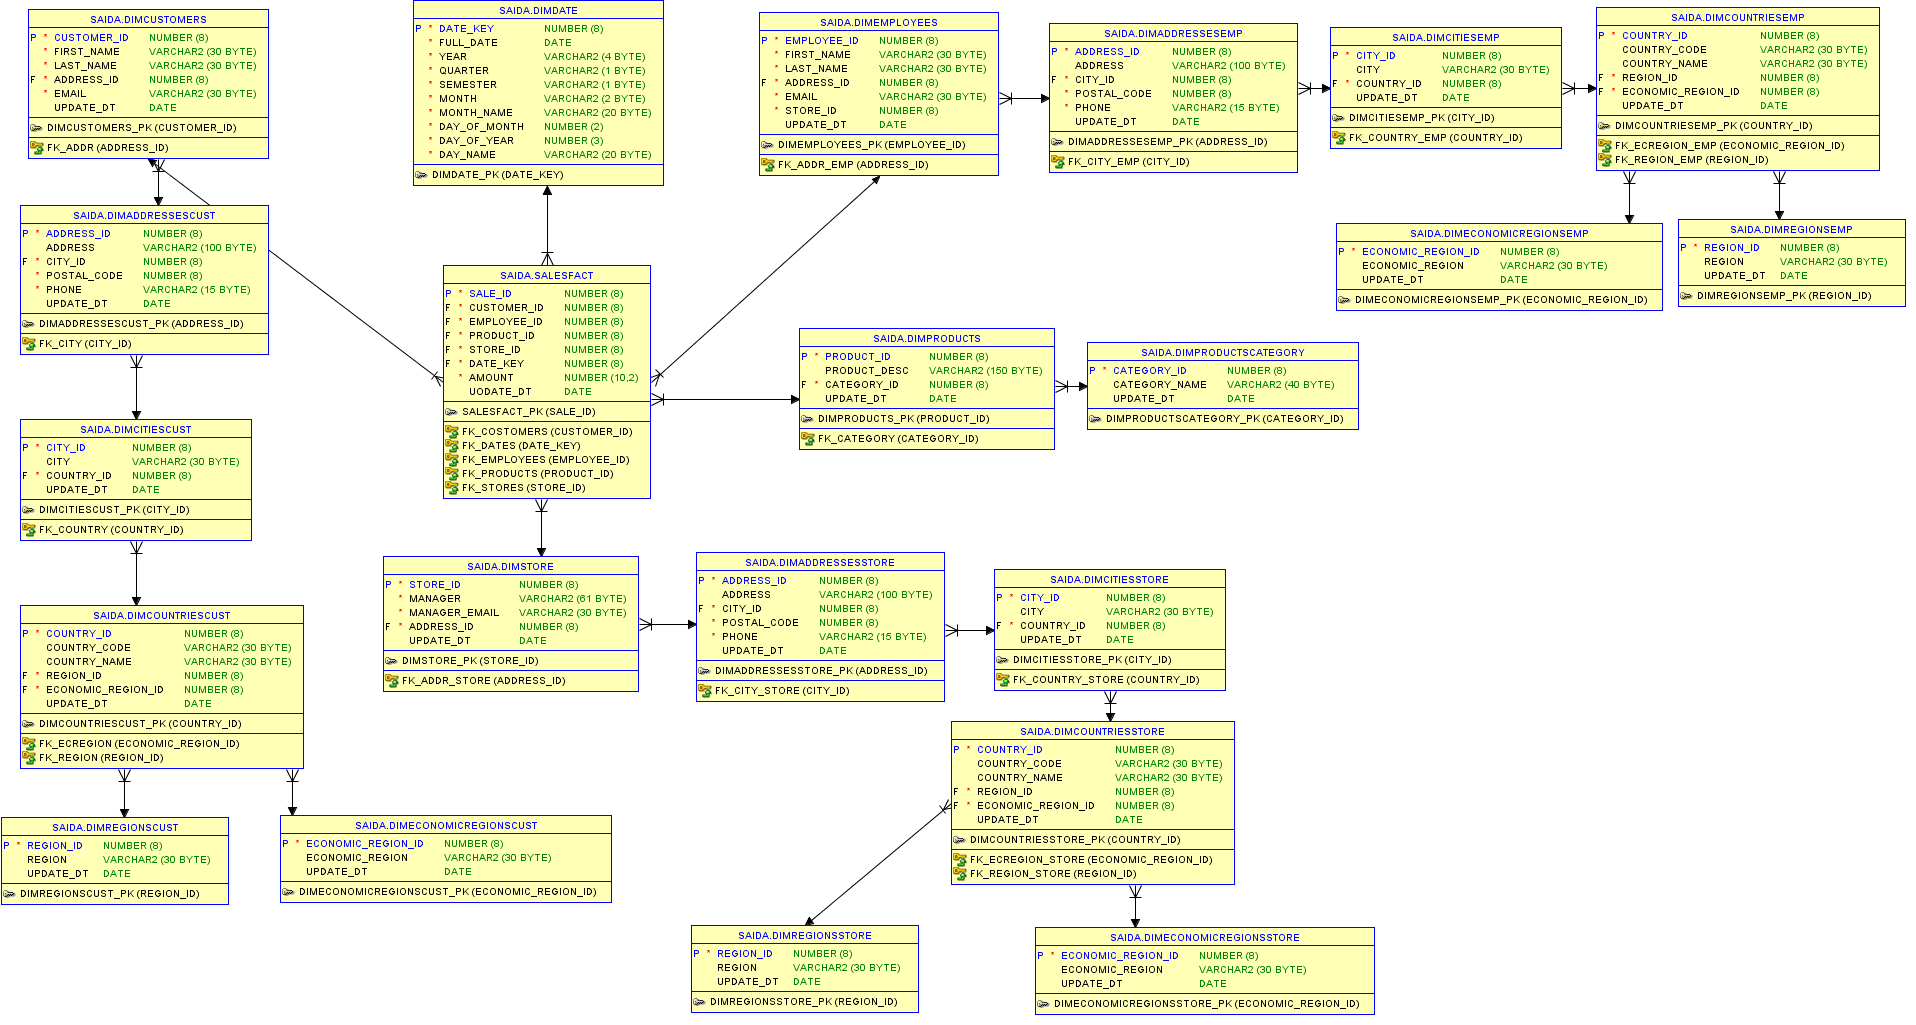 SAIDA.DIMCUSTOMERS
P * CUSTOMER_ID NUMBER (8)
* FIRST_NAME VARCHAR2 (30 BYTE)
* LAST_NAME VARCHAR2 (30 BYTE)
F * ADDRESS_ID NUMBER (8)
* EMAIL VARCHAR2 (30 BYTE)
UPDATE_DT DATE
DIMCUSTOMERS_PK (CUSTOMER_ID)
FK_ADDR (ADDRESS_ID)
SAIDA.DIMDATE
P * DATE_KEY NUMBER (8)
* FULL_DATE DATE
* YEAR VARCHAR2 (4 BYTE)
* QUARTER VARCHAR2 (1 BYTE)
* SEMESTER VARCHAR2 (1 BYTE)
* MONTH VARCHAR2 (2 BYTE)
* MONTH_NAME VARCHAR2 (20 BYTE)
* DAY_OF_MONTH NUMBER (2)
* DAY_OF_YEAR NUMBER (3)
* DAY_NAME VARCHAR2 (20 BYTE)
DIMDATE_PK (DATE_KEY)
SAIDA.DIMEMPLOYEES
P * EMPLOYEE_ID NUMBER (8)
* FIRST_NAME VARCHAR2 (30 BYTE)
* LAST_NAME VARCHAR2 (30 BYTE)
F * ADDRESS_ID NUMBER (8)
* EMAIL VARCHAR2 (30 BYTE)
* STORE_ID NUMBER (8)
UPDATE_DT DATE
DIMEMPLOYEES_PK (EMPLOYEE_ID)
FK_ADDR_EMP (ADDRESS_ID)
SAIDA.DIMADDRESSESEMP
P * ADDRESS_ID NUMBER (8)
ADDRESS VARCHAR2 (100 BYTE)
F * CITY_ID NUMBER (8)
* POSTAL_CODE NUMBER (8)
* PHONE VARCHAR2 (15 BYTE)
UPDATE_DT DATE
DIMADDRESSESEMP_PK (ADDRESS_ID)
FK_CITY_EMP (CITY_ID)
SAIDA.DIMCITIESEMP
P * CITY_ID NUMBER (8)
CITY VARCHAR2 (30 BYTE)
F * COUNTRY_ID NUMBER (8)
UPDATE_DT DATE
DIMCITIESEMP_PK (CITY_ID)
FK_COUNTRY_EMP (COUNTRY_ID)
SAIDA.DIMCOUNTRIESEMP
P * COUNTRY_ID NUMBER (8)
COUNTRY_CODE VARCHAR2 (30 BYTE)
COUNTRY_NAME VARCHAR2 (30 BYTE)
F * REGION_ID NUMBER (8)
F * ECONOMIC_REGION_ID NUMBER (8)
UPDATE_DT DATE
DIMCOUNTRIESEMP_PK (COUNTRY_ID)
FK_ECREGION_EMP (ECONOMIC_REGION_ID)
FK_REGION_EMP (REGION_ID)
SAIDA.DIMADDRESSESCUST
P * ADDRESS_ID NUMBER (8)
ADDRESS VARCHAR2 (100 BYTE)
F * CITY_ID NUMBER (8)
* POSTAL_CODE NUMBER (8)
* PHONE VARCHAR2 (15 BYTE)
UPDATE_DT DATE
DIMADDRESSESCUST_PK (ADDRESS_ID)
FK_CITY (CITY_ID)
SAIDA.SALESFACT
P * SALE_ID NUMBER (8)
F * CUSTOMER_ID NUMBER (8)
F * EMPLOYEE_ID NUMBER (8)
F * PRODUCT_ID NUMBER (8)
F * STORE_ID NUMBER (8)
F * DATE_KEY NUMBER (8)
* AMOUNT NUMBER (10,2)
UODATE_DT DATE
SALESFACT_PK (SALE_ID)
FK_COSTOMERS (CUSTOMER_ID)
FK_DATES (DATE_KEY)
FK_EMPLOYEES (EMPLOYEE_ID)
FK_PRODUCTS (PRODUCT_ID)
FK_STORES (STORE_ID)
SAIDA.DIMECONOMICREGIONSEMP
P * ECONOMIC_REGION_ID NUMBER (8)
ECONOMIC_REGION VARCHAR2 (30 BYTE)
UPDATE_DT DATE
DIMECONOMICREGIONSEMP_PK (ECONOMIC_REGION_ID)
SAIDA.DIMREGIONSEMP
P * REGION_ID NUMBER (8)
REGION VARCHAR2 (30 BYTE)
UPDATE_DT DATE
DIMREGIONSEMP_PK (REGION_ID)
SAIDA.DIMPRODUCTS
P * PRODUCT_ID NUMBER (8)
PRODUCT_DESC VARCHAR2 (150 BYTE)
F * CATEGORY_ID NUMBER (8)
UPDATE_DT DATE
DIMPRODUCTS_PK (PRODUCT_ID)
FK_CATEGORY (CATEGORY_ID)
SAIDA.DIMPRODUCTSCATEGORY
P * CATEGORY_ID NUMBER (8)
CATEGORY_NAME VARCHAR2 (40 BYTE)
UPDATE_DT DATE
DIMPRODUCTSCATEGORY_PK (CATEGORY_ID)
SAIDA.DIMCITIESCUST
P * CITY_ID NUMBER (8)
CITY VARCHAR2 (30 BYTE)
F * COUNTRY_ID NUMBER (8)
UPDATE_DT DATE
DIMCITIESCUST_PK (CITY_ID)
FK_COUNTRY (COUNTRY_ID)
SAIDA.DIMSTORE
P * STORE_ID NUMBER (8)
* MANAGER VARCHAR2 (61 BYTE)
* MANAGER_EMAIL VARCHAR2 (30 BYTE)
F * ADDRESS_ID NUMBER (8)
UPDATE_DT DATE
DIMSTORE_PK (STORE_ID)
FK_ADDR_STORE (ADDRESS_ID)
SAIDA.DIMADDRESSESSTORE
P * ADDRESS_ID NUMBER (8)
ADDRESS VARCHAR2 (100 BYTE)
F * CITY_ID NUMBER (8)
* POSTAL_CODE NUMBER (8)
* PHONE VARCHAR2 (15 BYTE)
UPDATE_DT DATE
DIMADDRESSESSTORE_PK (ADDRESS_ID)
FK_CITY_STORE (CITY_ID)
SAIDA.DIMCITIESSTORE
P * CITY_ID NUMBER (8)
CITY VARCHAR2 (30 BYTE)
F * COUNTRY_ID NUMBER (8)
UPDATE_DT DATE
DIMCITIESSTORE_PK (CITY_ID)
FK_COUNTRY_STORE (COUNTRY_ID)
SAIDA.DIMCOUNTRIESCUST
P * COUNTRY_ID NUMBER (8)
COUNTRY_CODE VARCHAR2 (30 BYTE)
COUNTRY_NAME VARCHAR2 (30 BYTE)
F * REGION_ID NUMBER (8)
F * ECONOMIC_REGION_ID NUMBER (8)
UPDATE_DT DATE
DIMCOUNTRIESCUST_PK (COUNTRY_ID)
FK_ECREGION (ECONOMIC_REGION_ID)
FK_REGION (REGION_ID)
SAIDA.DIMCOUNTRIESSTORE
P * COUNTRY_ID NUMBER (8)
COUNTRY_CODE VARCHAR2 (30 BYTE)
COUNTRY_NAME VARCHAR2 (30 BYTE)
F * REGION_ID NUMBER (8)
F * ECONOMIC_REGION_ID NUMBER (8)
UPDATE_DT DATE
DIMCOUNTRIESSTORE_PK (COUNTRY_ID)
FK_ECREGION_STORE (ECONOMIC_REGION_ID)
FK_REGION_STORE (REGION_ID)
SAIDA.DIMREGIONSCUST
P * REGION_ID NUMBER (8)
REGION VARCHAR2 (30 BYTE)
UPDATE_DT DATE
DIMREGIONSCUST_PK (REGION_ID)
SAIDA.DIMECONOMICREGIONSCUST
P * ECONOMIC_REGION_ID NUMBER (8)
ECONOMIC_REGION VARCHAR2 (30 BYTE)
UPDATE_DT DATE
DIMECONOMICREGIONSCUST_PK (ECONOMIC_REGION_ID)
SAIDA.DIMREGIONSSTORE
P * REGION_ID NUMBER (8)
REGION VARCHAR2 (30 BYTE)
UPDATE_DT DATE
DIMREGIONSSTORE_PK (REGION_ID)
SAIDA.DIMECONOMICREGIONSSTORE
P * ECONOMIC_REGION_ID NUMBER (8)
ECONOMIC_REGION VARCHAR2 (30 BYTE)
UPDATE_DT DATE
DIMECONOMICREGIONSSTORE_PK (ECONOMIC_REGION_ID)